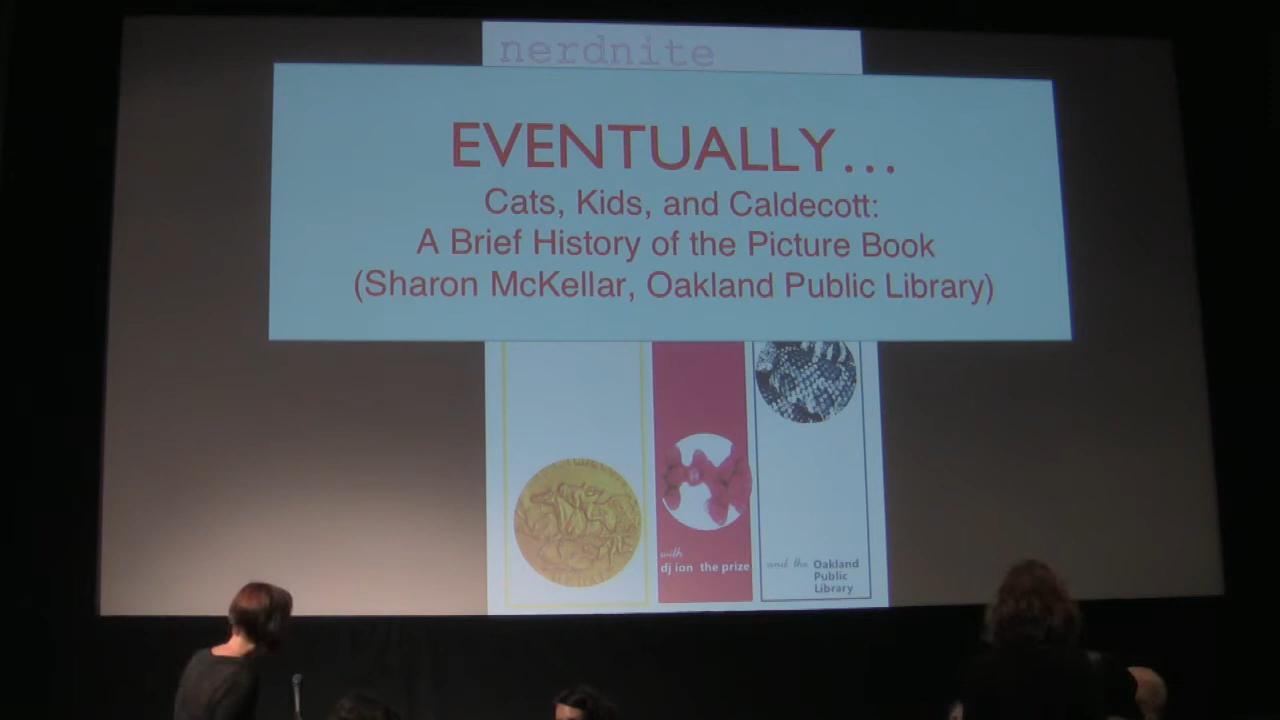 nerdnite
EVENTUALLY...
Cats, Kids, and Caldecott:
A Brief History of the Picture Book
(Sharon McKellar, Oakland Public Library)
with
dj ion the prize
and the Oakland
Public
Library